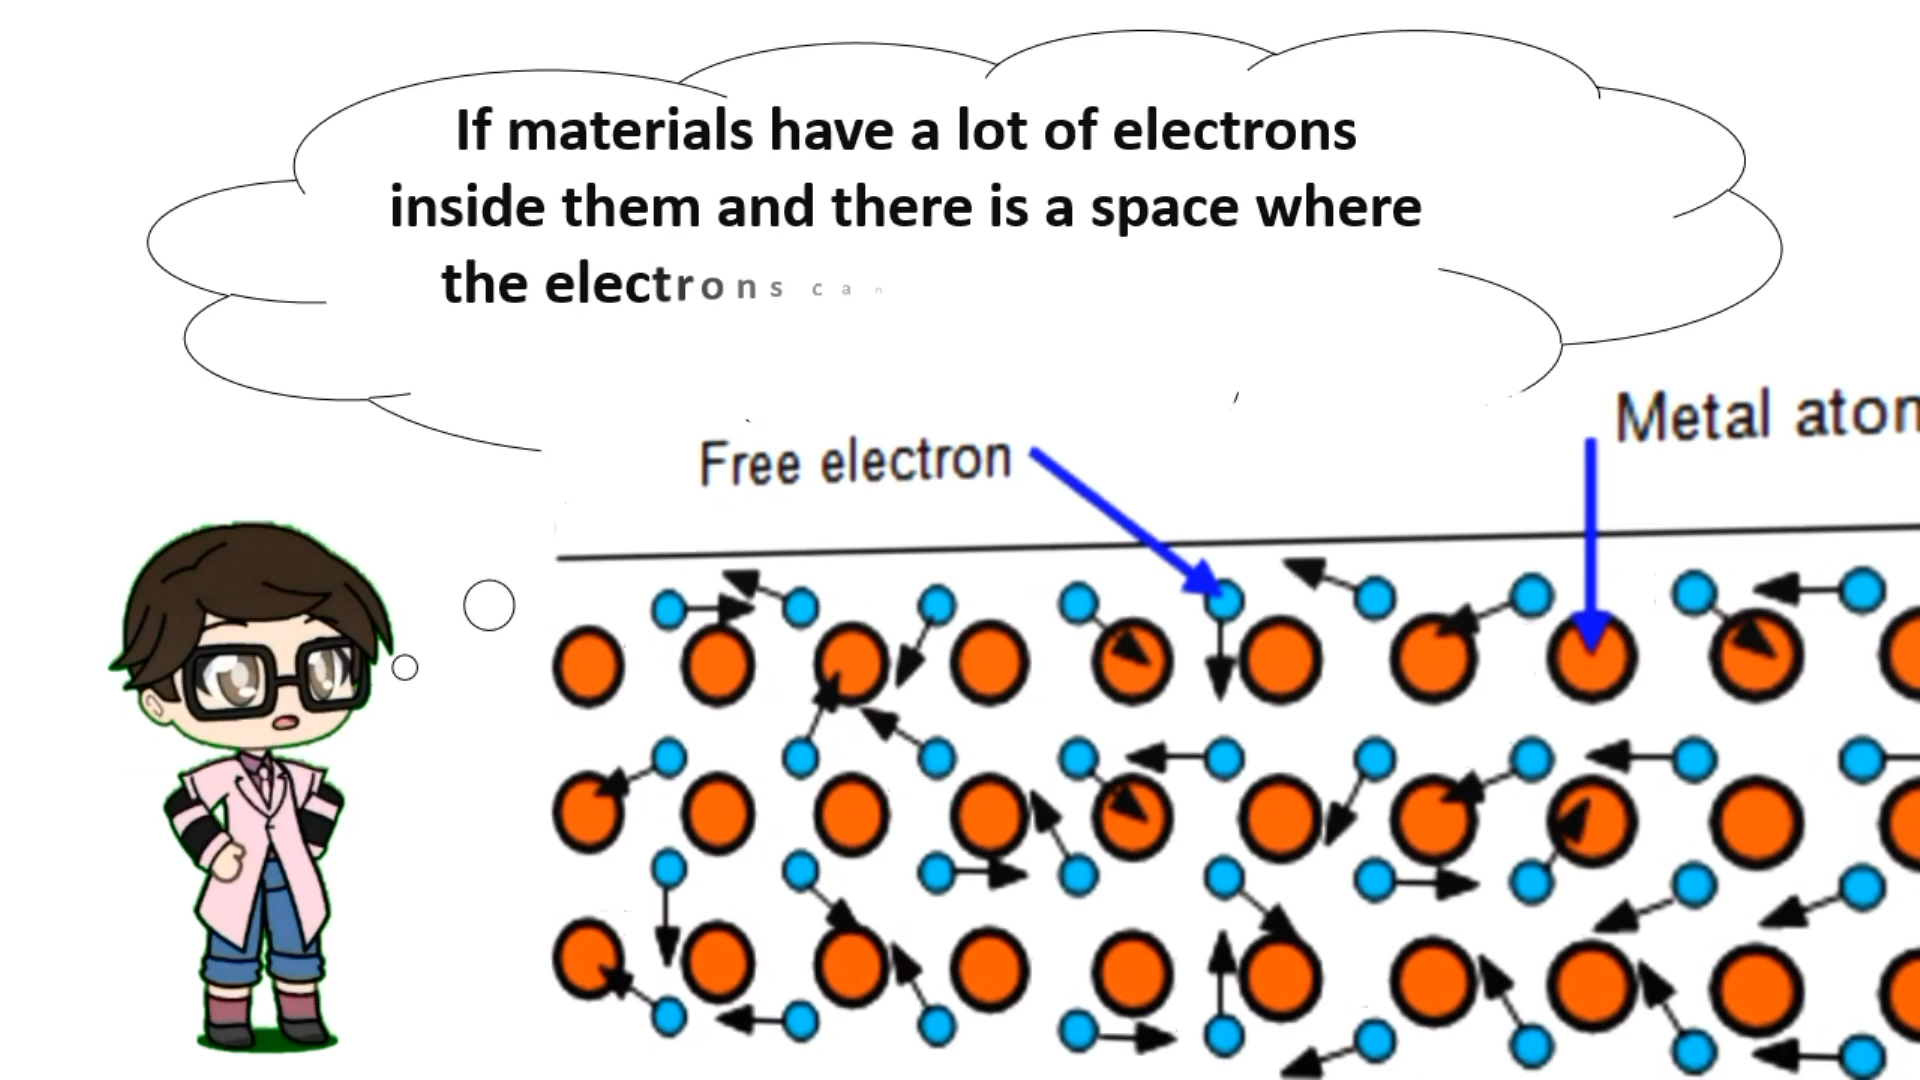 If materials have a lot of electrons
inside them and there is a space where
the electrons can
Free electron
Metal aton